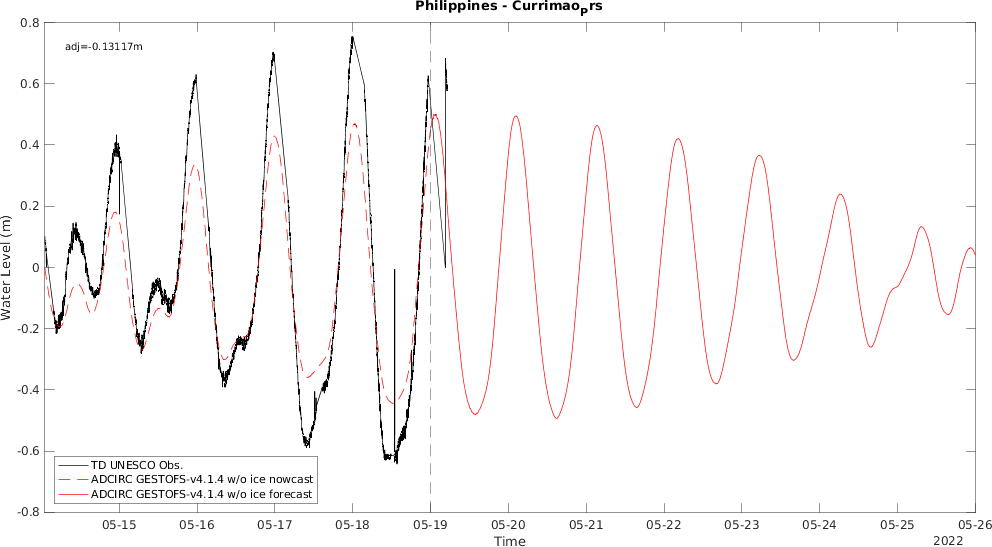 Philippines - Currimaoprs
adj=-0.13117m
0.8
0.6
0.4
0.2
0
-0.2
-0.4
-0.6
-0.8
Water Level (m)
TD UNESCO Obs.
ADCIRC GESTOFS-v4.1.4 w/o ice nowcast
ADCIRC GESTOFS-v4.1.4 w/o ice forecast
05-15 05-16 05-17 05-18 05-19 05-20 05-21 05-22 05-23 05-24 05-25 05-26
Time
2022